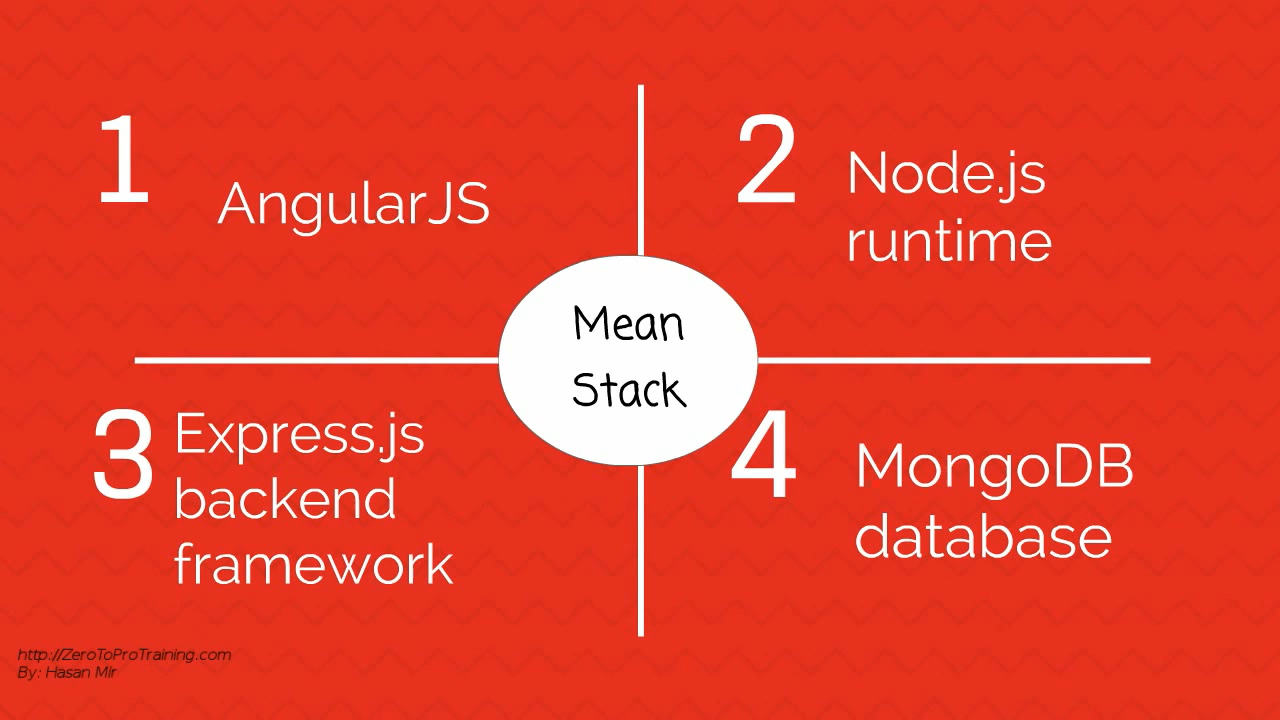 1
AngularJS
2
Node.js
runtime
Mean
Stack
3
Express.js
backend
framework
4
MongoDB
database
http://ZeroToProTraining.com
By: Hasan MIr